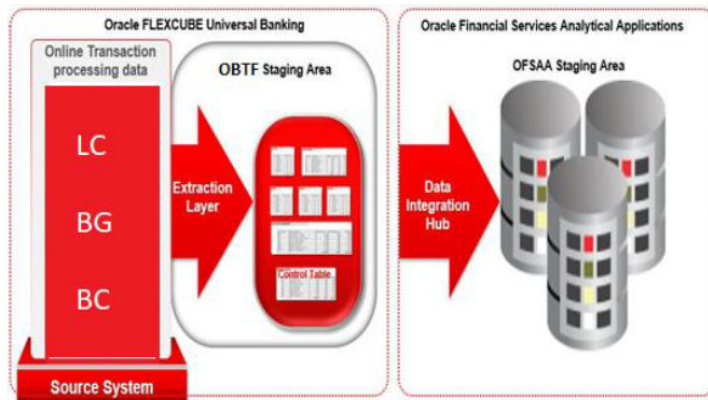 Oracle FLEXCUBE Universal Banking
Online Transaction
processing data
LC
BG
BC
Source System
Extraction
Layer
OBTF Staging Area
Control Table
Oracle Financial Services Analytical Applications
Data
Integration
Hub
OFSAA Staging Area